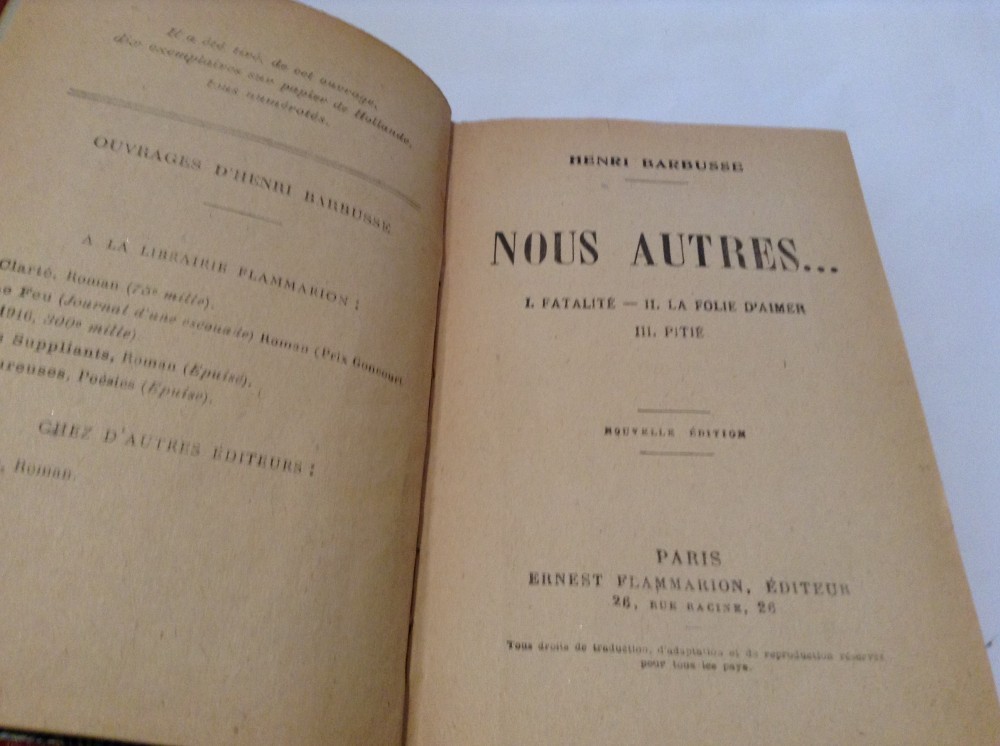 Il a été tiré, de cet ouvrage,
dix exemplaires sur papier de Hollande,
tous numérotés.
OUVRAGES D'HENRI BARBUSSE
A LA LIBRAIRIE FLAMMARION :
Clarté, Roman (75e mille).
Feu (Journal d'une escouade) Roman (Prix Goncourt
1916, 300e mille)
Suppliants, Roman (Epuisé).
Poésies (Epuisé).
CHEZ D'AUTRES ÉDITEURS :
, Roman.
HENRI BARBUSSE
NOUS AUTRES...
I. FATALITÉ — II. LA FOLIE D'AIMER
III. PITIÉ
NOUVELLE ÉDITION
PARIS
ERNEST FLAMMARION, ÉDITEUR
26, RUE RACINE, 26
Tous droits de traduction, d'adaptation et de reproduction réservés
pour tous les pays.